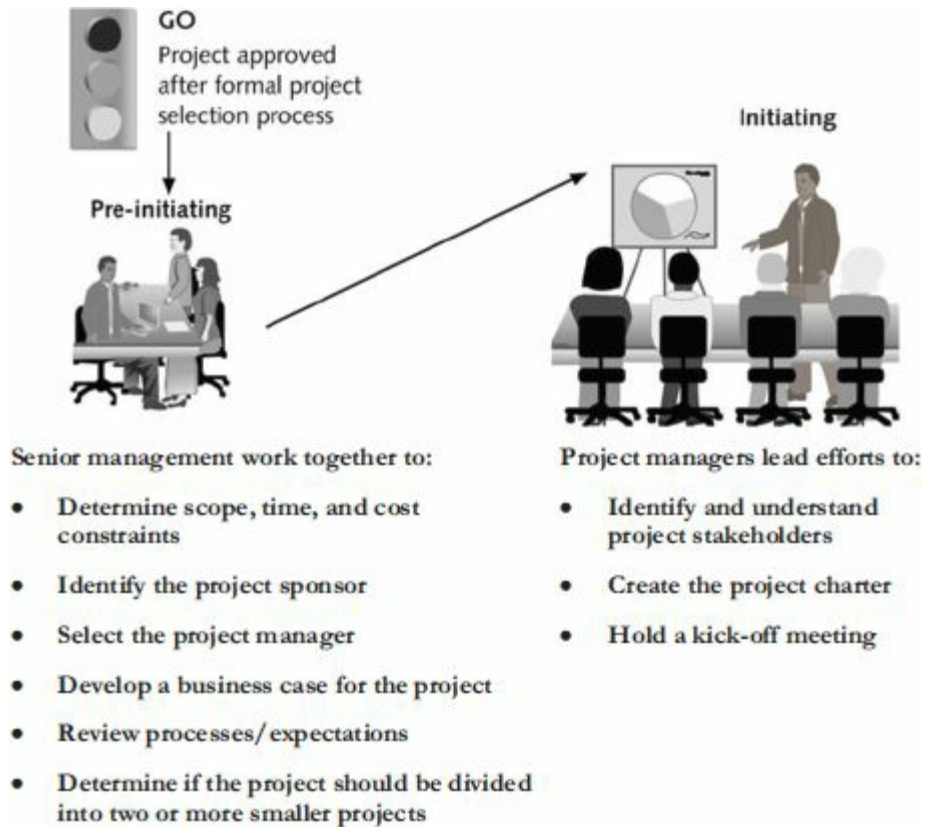 GO
Project approved
after formal project
selection process
Pre-initiating
Initiating
Senior management work together to:
• Determine scope, time, and cost
constraints
• Identify the project sponsor
• Select the project manager
• Develop a business case for the project
• Review processes/expectations
• Determine if the project should be divided
into two or more smaller projects
Project managers lead efforts to:
• Identify and understand
project stakeholders
• Create the project charter
• Hold a kick-off meeting